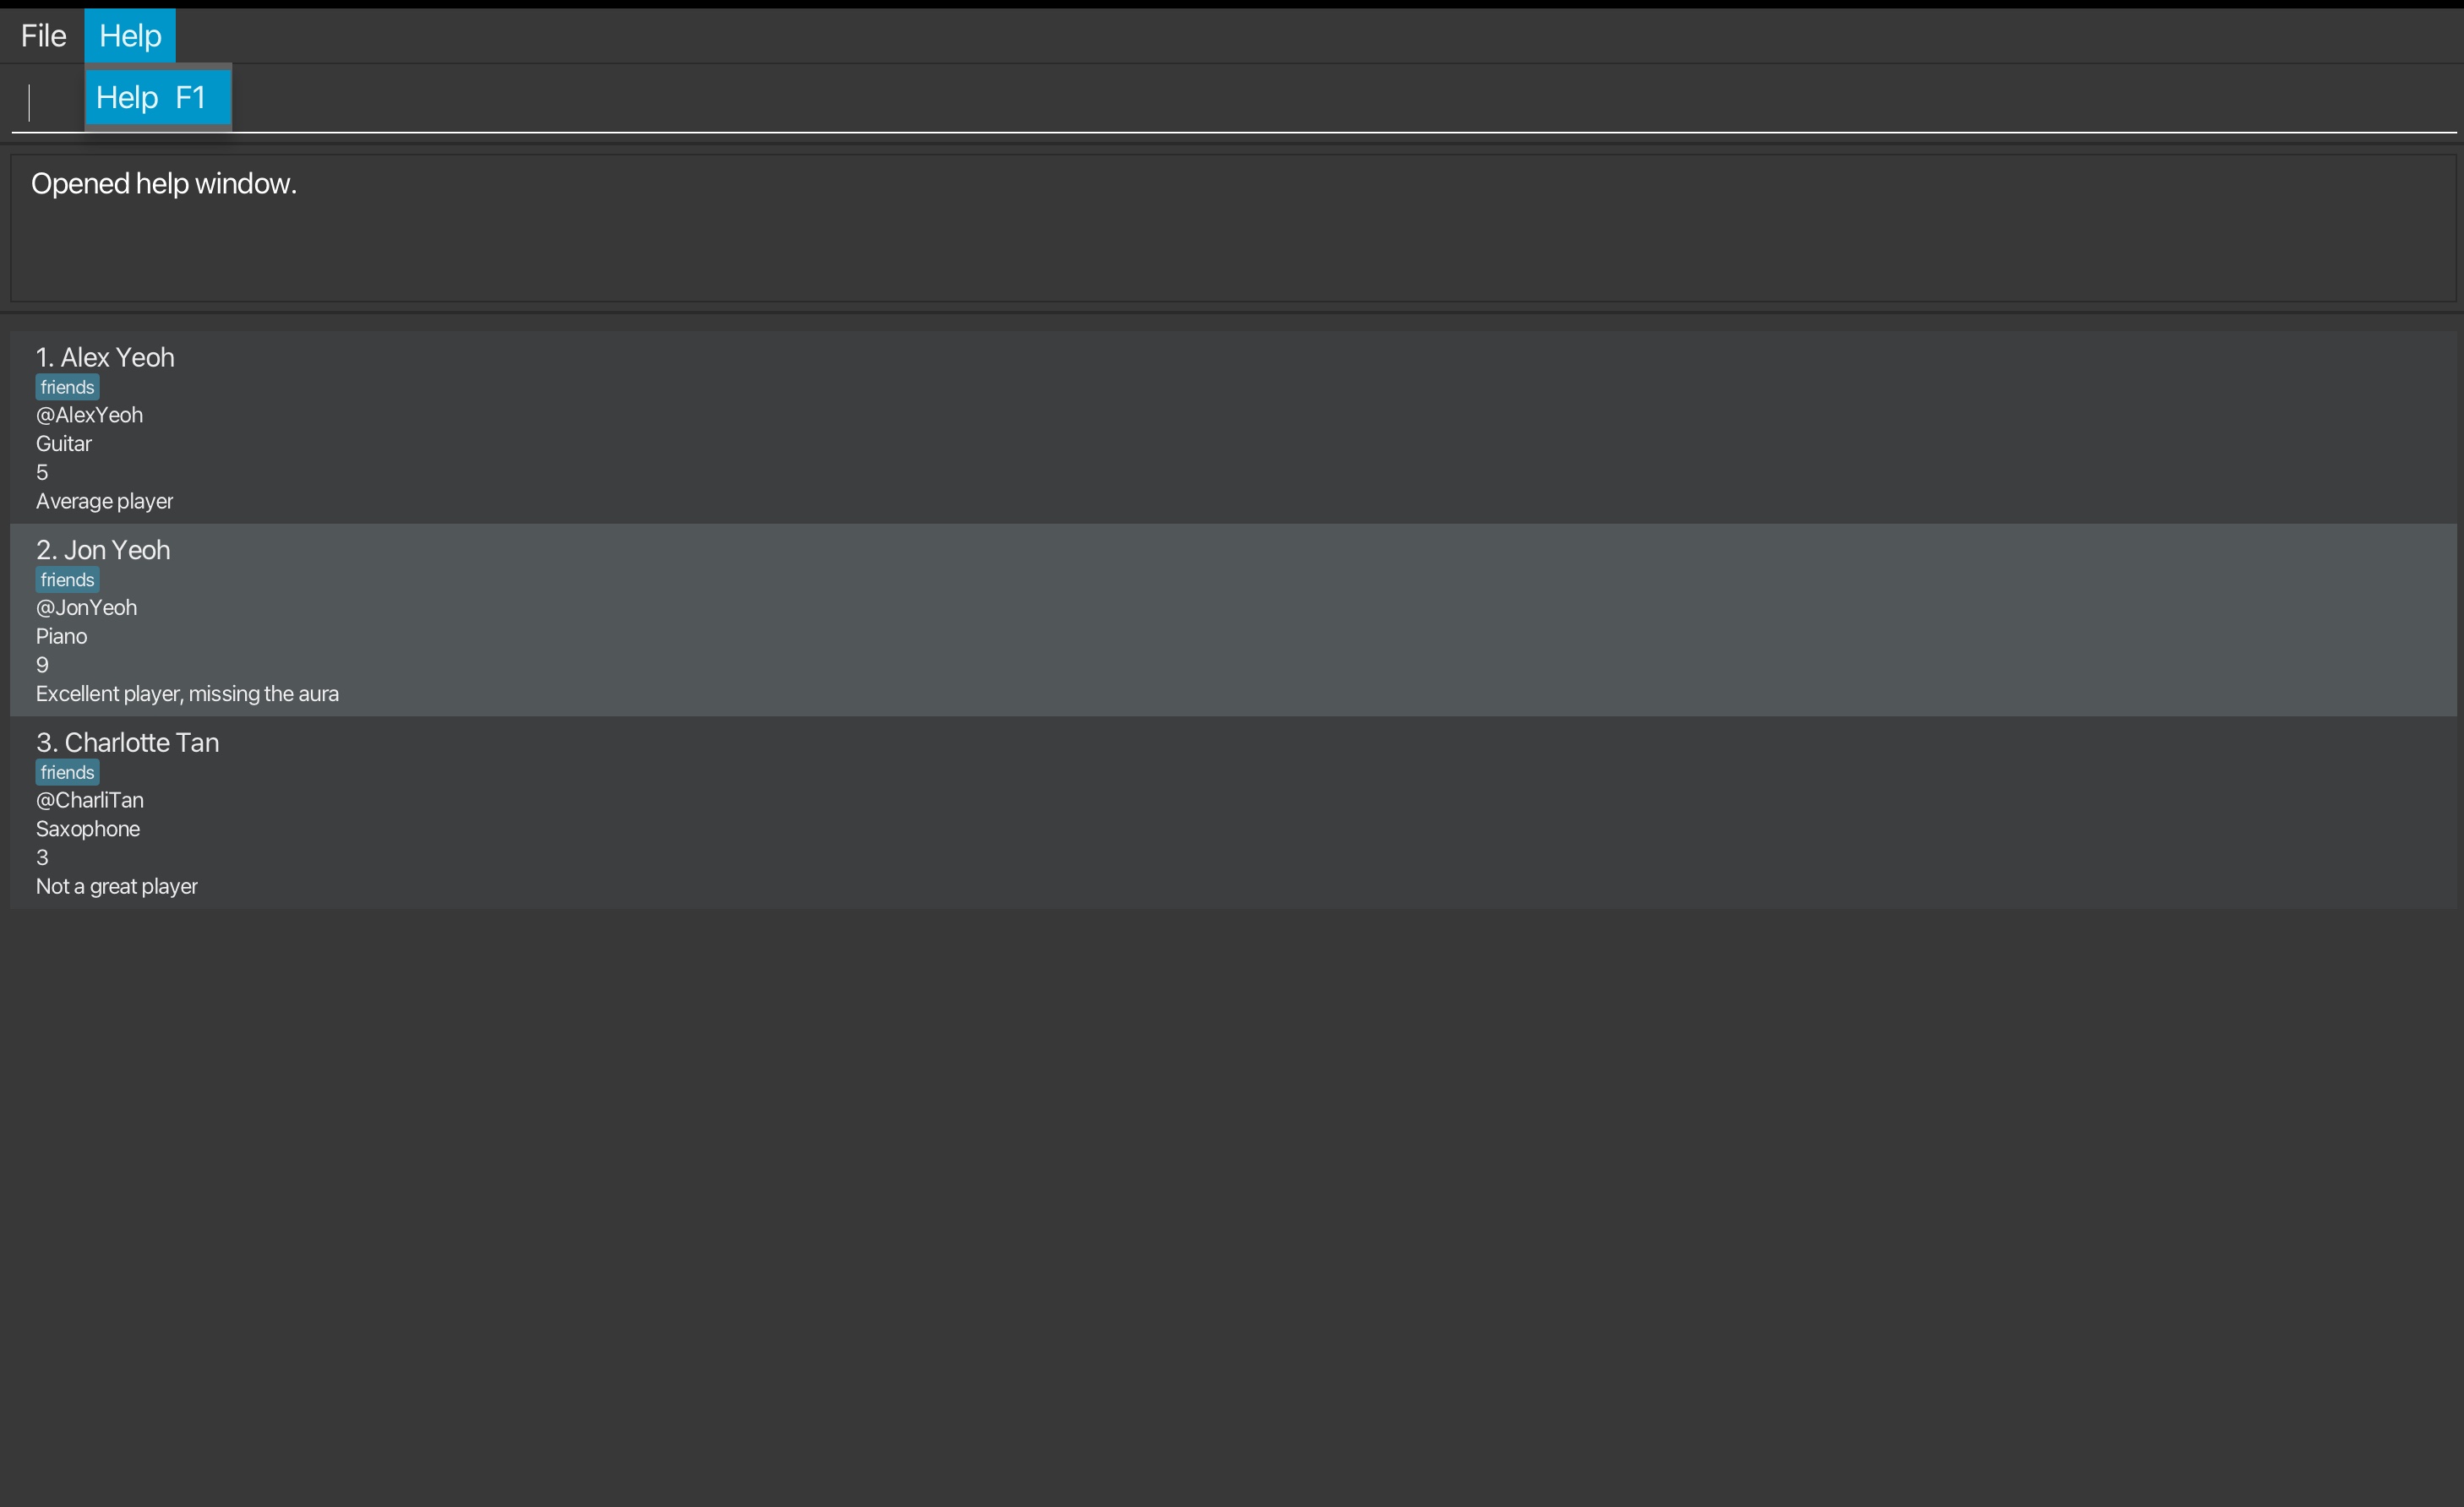 File Help
Help F1
Opened help window.
1. Alex Yeoh
friends
@AlexYeoh
Guitar
5
Average player
2. Jon Yeoh
friends
@JonYeoh
Piano
9
Excellent player, missing the aura
3. Charlotte Tan
friends
@CharliTan
Saxophone
3
Not a great player